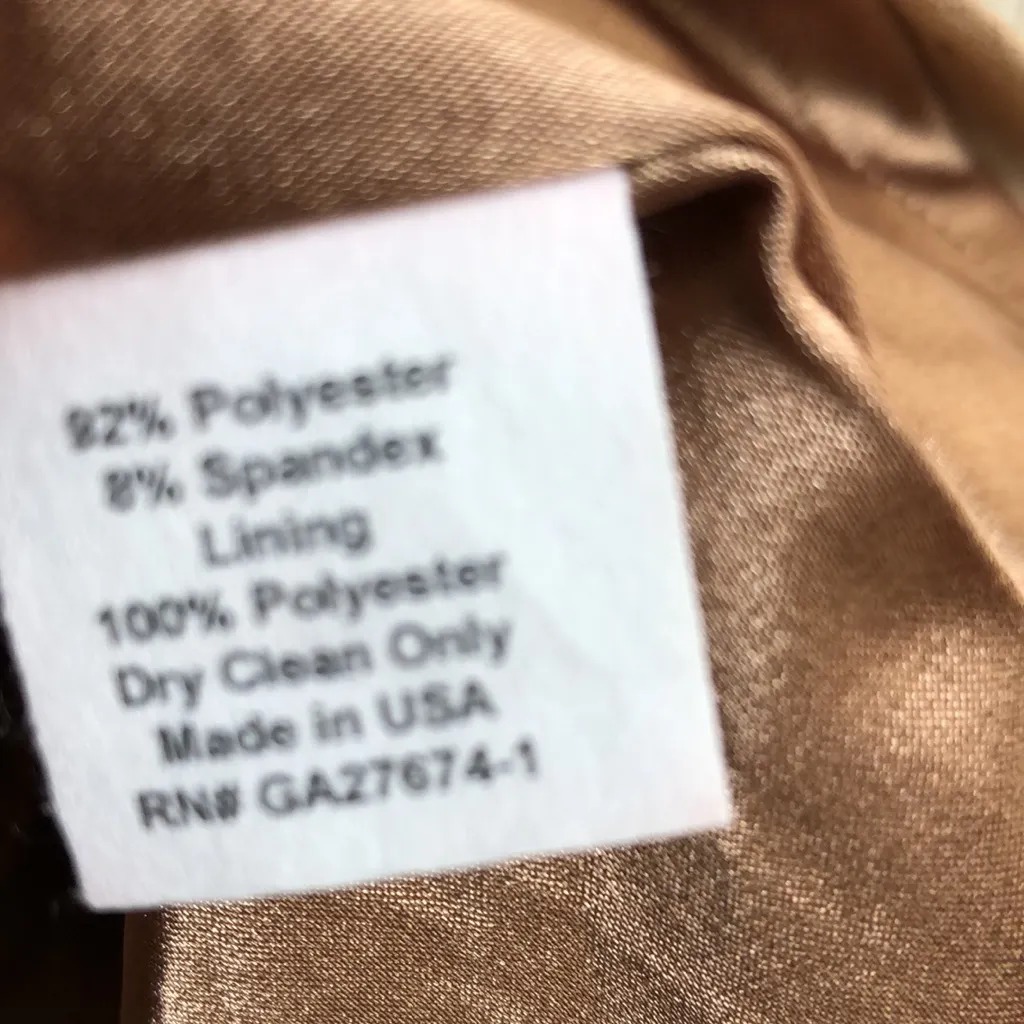 92% Polyester
8% Spandex
Lining
100% Polyester
Dry Clean Only
Made in USA
RN# GA27674-1